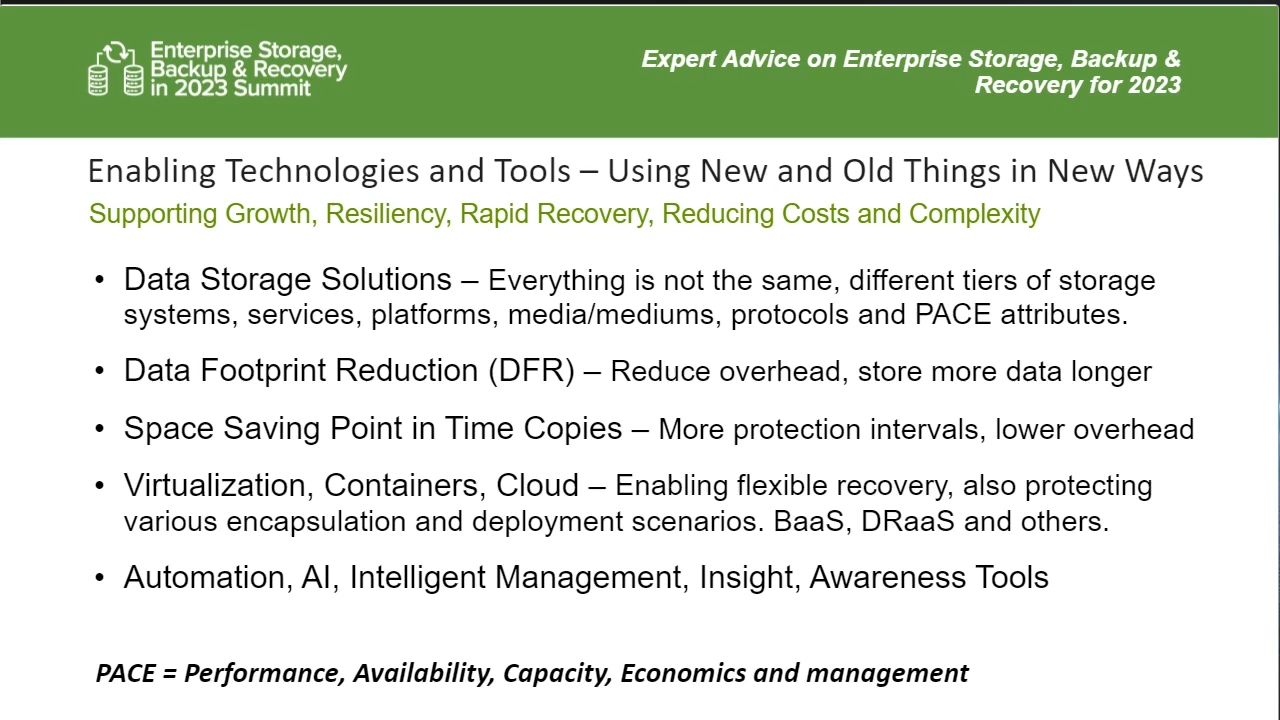 Enterprise Storage,
Backup & Recovery
in 2023 Summit
Expert Advice on Enterprise Storage, Backup &
Recovery for 2023
Enabling Technologies and Tools – Using New and Old Things in New Ways
Supporting Growth, Resiliency, Rapid Recovery, Reducing Costs and Complexity
• Data Storage Solutions – Everything is not the same, different tiers of storage
systems, services, platforms, media/mediums, protocols and PACE attributes.
• Data Footprint Reduction (DFR) – Reduce overhead, store more data longer
• Space Saving Point in Time Copies – More protection intervals, lower overhead
• Virtualization, Containers, Cloud – Enabling flexible recovery, also protecting
various encapsulation and deployment scenarios. BaaS, DRaaS and others.
• Automation, AI, Intelligent Management, Insight, Awareness Tools
PACE = Performance, Availability, Capacity, Economics and management